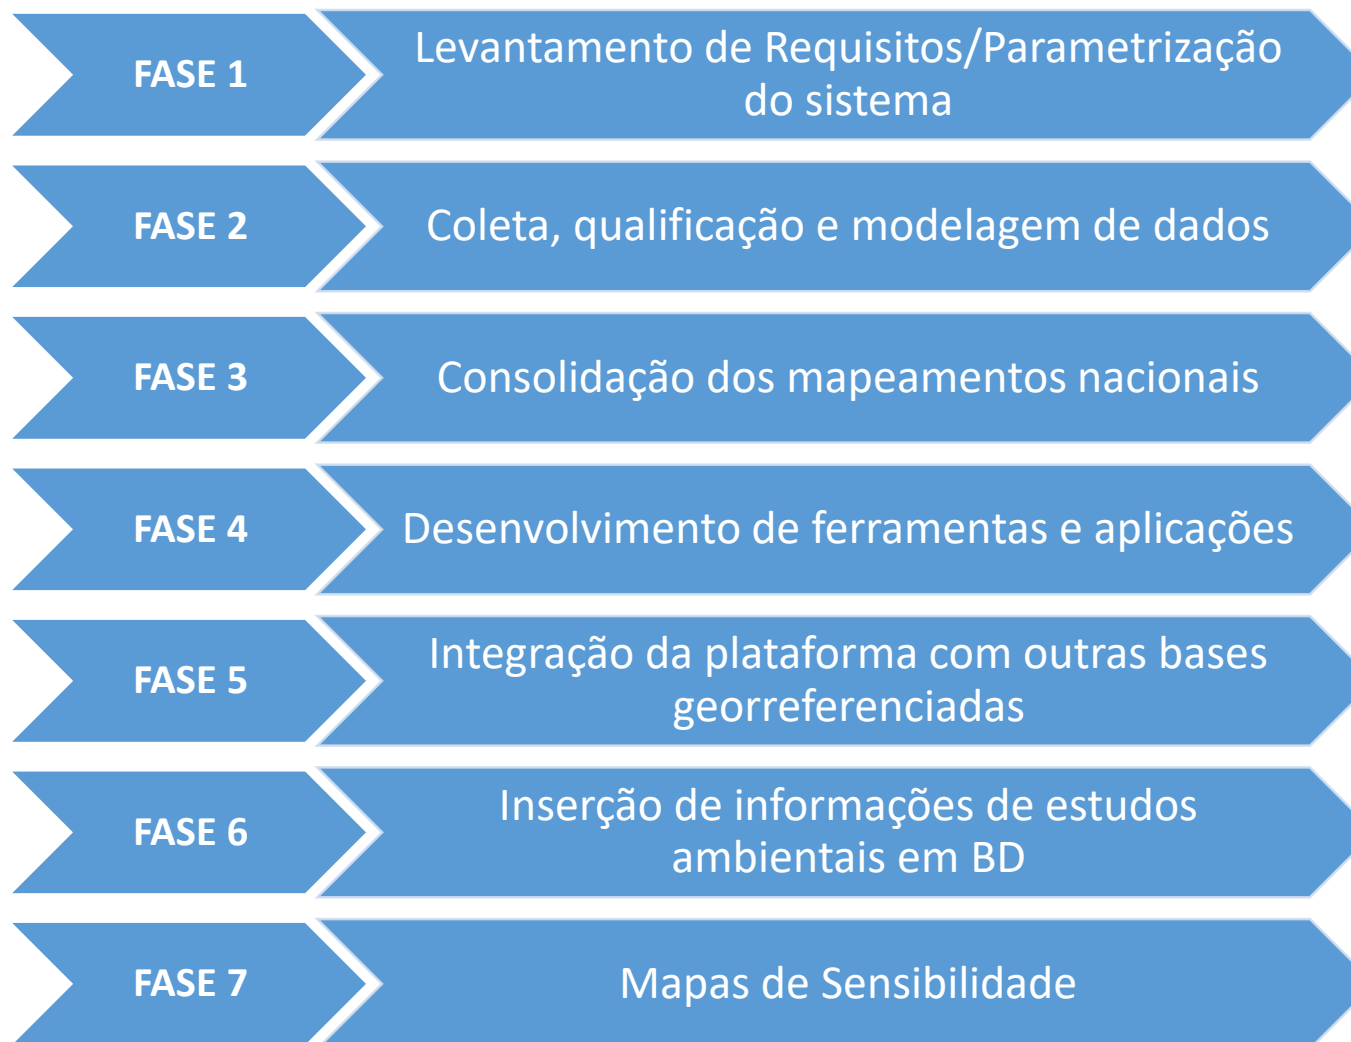 FASE 1
Levantamento de Requisitos/Parametrização
do sistema
FASE 2
Coleta, qualificação e modelagem de dados
FASE 3
Consolidação dos mapeamentos nacionais
FASE 4
Desenvolvimento de ferramentas e aplicações
FASE 5
Integração da plataforma com outras bases
georreferenciadas
FASE 6
Inserção de informações de estudos
ambientais em BD
FASE 7
Mapas de Sensibilidade